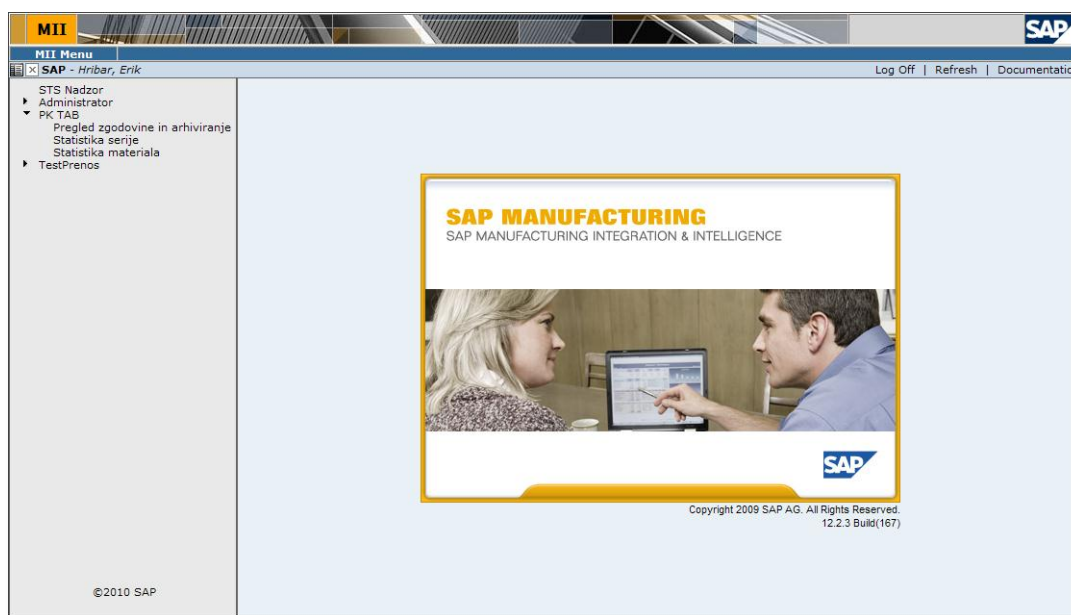 MII
SAP
MII Menu
SAP - Hribar, Erik
Log Off | Refresh | Documentatio
STS Nadzor
Administrator
PK TAB
Pregled zgodovine in arhiviranje
Statistika serije
Statistika materiala
TestPrenos
SAP MANUFACTURING
SAP MANUFACTURING INTEGRATION & INTELLIGENCE
SAP
Copyright 2009 SAP AG. All Rights Reserved.
12.2.3 Build(167)
©2010 SAP